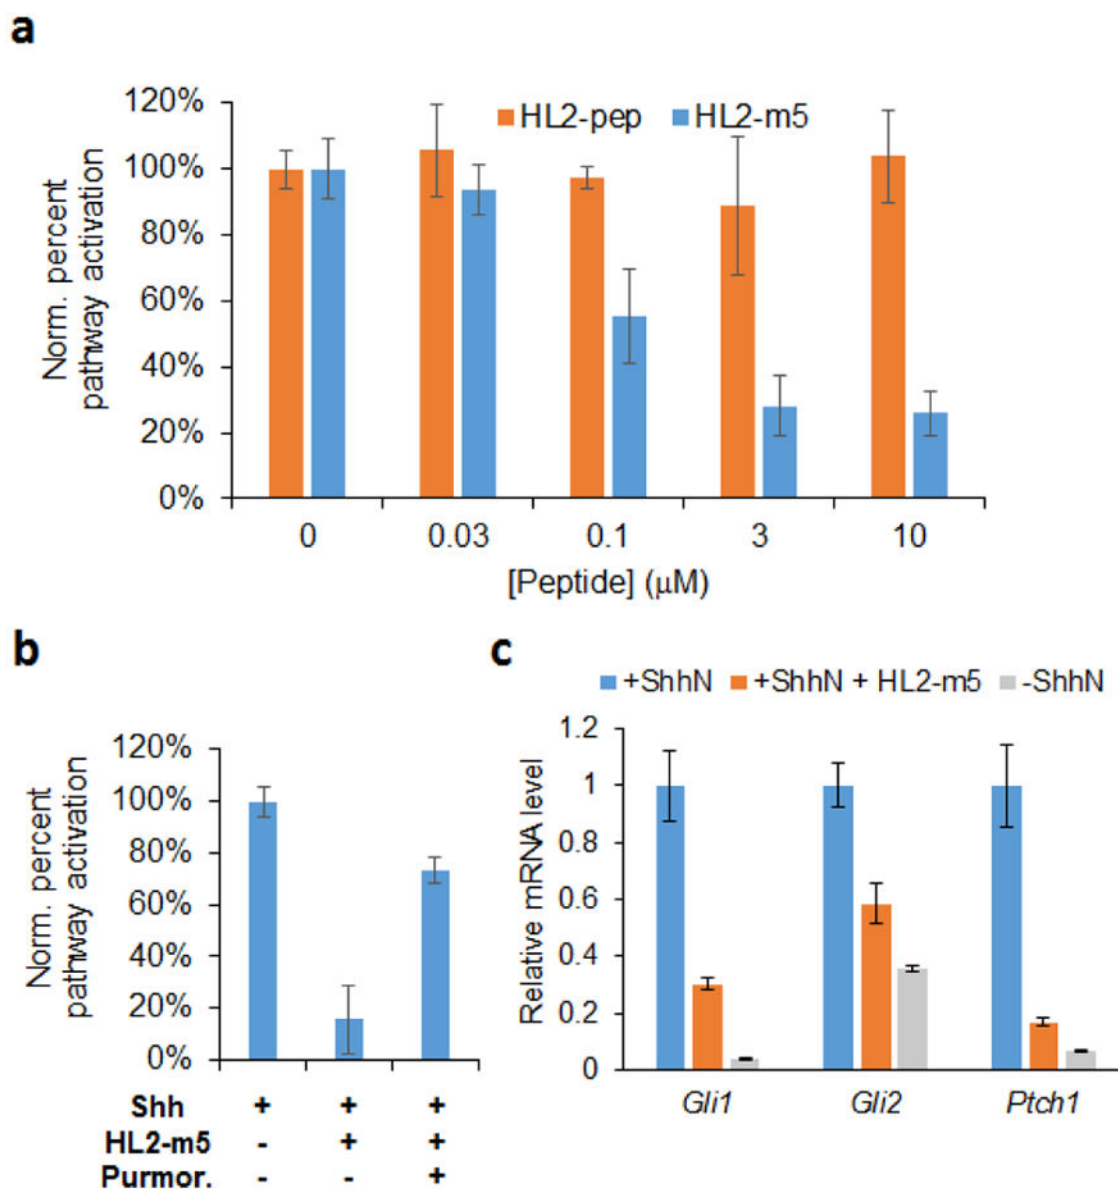 a
HL2-pep HL2-m5
Norm. percent
pathway activation
120%
100%
80%
60%
40%
20%
0%
0 0.03 0.1 3 10
[Peptide] (µM)
b
Norm. percent
pathway activation
120%
100%
80%
60%
40%
20%
0%
Shh + + +
HL2-m5 - + +
Purmor. - - +
c
+ShhN +ShhN + HL2-m5 -ShhN
Relative mRNA level
1.2
1
0.8
0.6
0.4
0.2
0
Gli1 Gli2 Ptch1